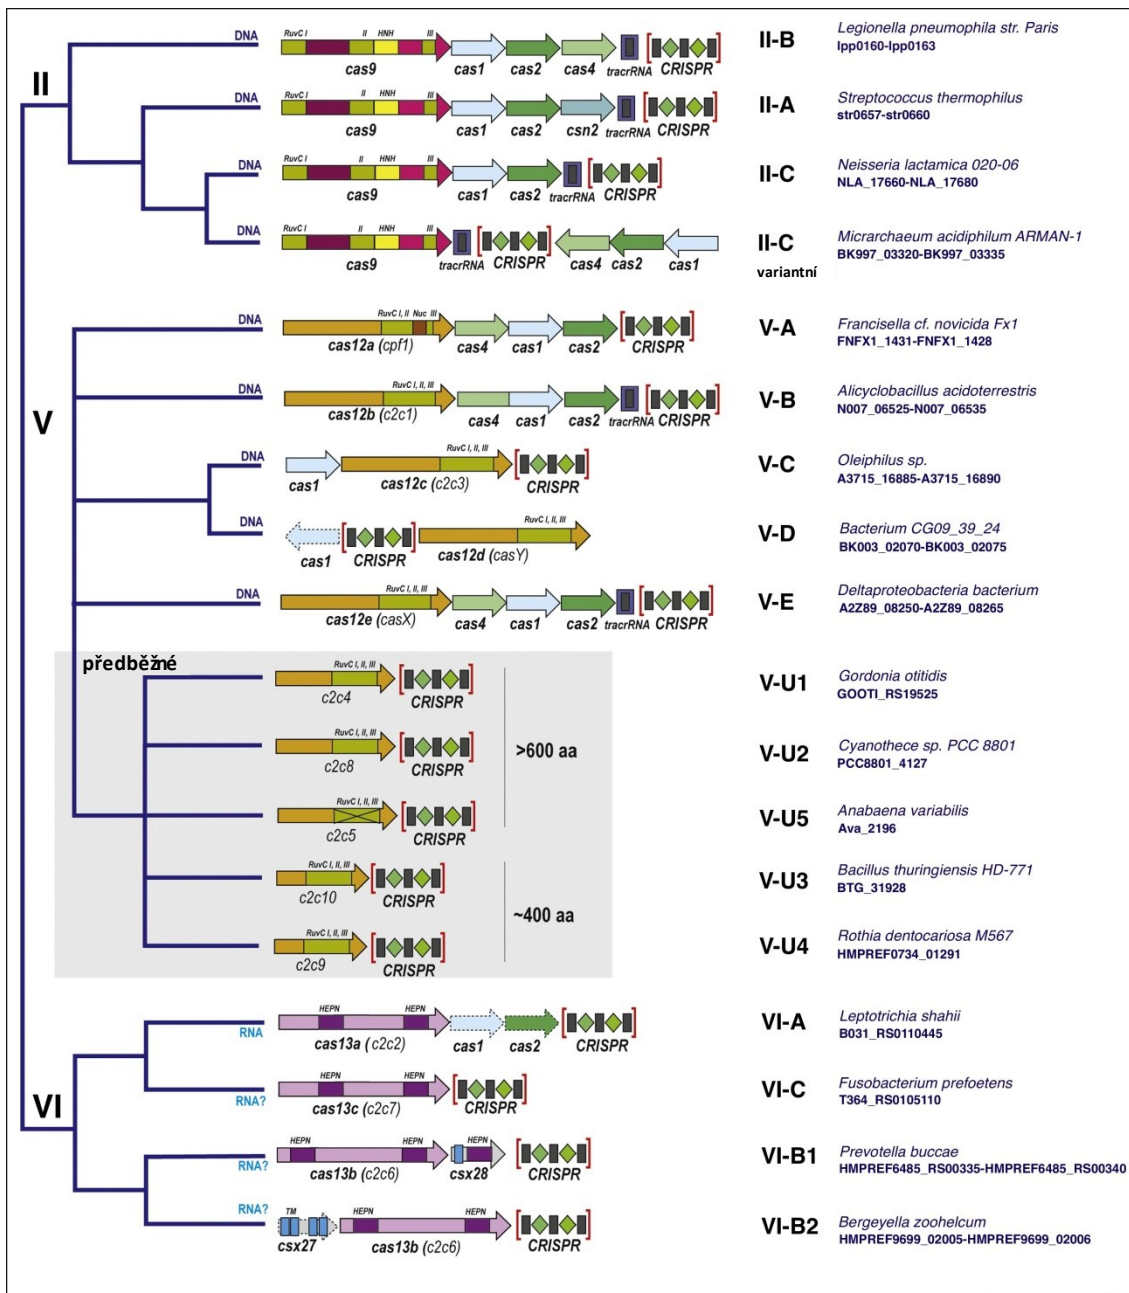 II
DNA
RuvC I II HNH III
cas9 cas1 cas2 cas4 tracrRNA CRISPR
II-B
Legionella pneumophila str. Paris
lpp0160-lpp0163
DNA
RuvC I II HNH III
cas9 cas1 cas2 csn2 tracrRNA CRISPR
II-A
Streptococcus thermophilus
str0657-str0660
DNA
RuvC I II HNH III
cas9 cas1 cas2 tracrRNA CRISPR
II-C
Neisseria lactamica 020-06
NLA_17660-NLA_17680
DNA
RuvC I II HNH III
cas9 tracrRNA CRISPR cas4 cas2 cas1
II-C
variantní
Micrarchaeum acidiphilum ARMAN-1
BK997_03320-BK997_03335
V
DNA
RuvC I, II Nuc III
cas12a (cpf1) cas4 cas1 cas2 CRISPR
V-A
Francisella cf. novicida Fx1
FNFX1_1431-FNFX1_1428
DNA
RuvC I, II, III
cas12b (c2c1) cas4 cas1 cas2 tracrRNA CRISPR
V-B
Alicyclobacillus acidoterrestris
N007_06525-N007_06535
DNA
RuvC I, II, III
cas1 cas12c (c2c3) CRISPR
V-C
Oleiphilus sp.
A3715_16885-A3715_16890
DNA
RuvC I, II, III
cas1 CRISPR cas12d (casY)
V-D
Bacterium CG09_39_24
BK003_02070-BK003_02075
DNA
RuvC I, II, III
cas12e (casX) cas4 cas1 cas2 tracrRNA CRISPR
V-E
Deltaproteobacteria bacterium
A2Z89_08250-A2Z89_08265
předběžné
RuvC I, II, III
c2c4 CRISPR
V-U1
Gordonia otitidis
GOOTI_RS19525
RuvC I, II, III
c2c8 CRISPR
>600 aa
V-U2
Cyanothece sp. PCC 8801
PCC8801_4127
RuvC I, II, III
c2c5 CRISPR
V-U5
Anabaena variabilis
Ava_2196
RuvC I, II, III
c2c10 CRISPR
V-U3
Bacillus thuringiensis HD-771
BTG_31928
~400 aa
RuvC I, II, III
c2c9 CRISPR
V-U4
Rothia dentocariosa M567
HMPREF0734_01291
VI
RNA
HEPN HEPN
cas13a (c2c2) cas1 cas2 CRISPR
VI-A
Leptotrichia shahii
B031_RS0110445
RNA?
HEPN HEPN
cas13c (c2c7) CRISPR
VI-C
Fusobacterium prefoetens
T364_RS0105110
RNA?
HEPN HEPN HEPN
cas13b (c2c6) csx28 CRISPR
VI-B1
Prevotella buccae
HMPREF6485_RS00335-HMPREF6485_RS00340
RNA?
TM HEPN HEPN
csx27 cas13b (c2c6) CRISPR
VI-B2
Bergeyella zoohelcum
HMPREF9699_02005-HMPREF9699_02006